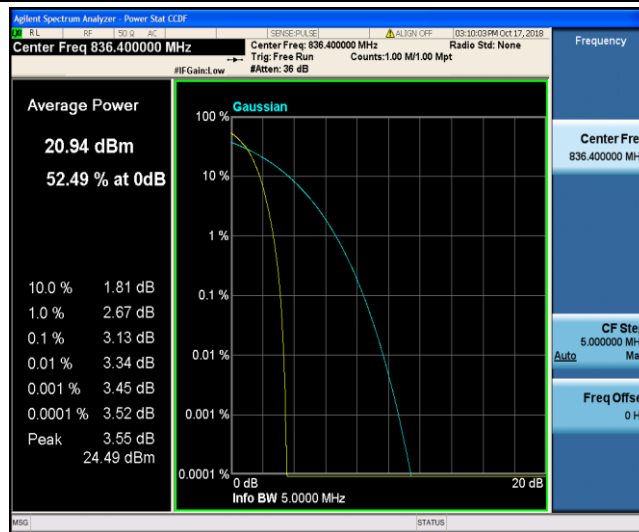 Agilent Spectrum Analyzer - Power Stat CCDF
RL RF 50 Ω AC SENSE:PULSE ALIGN OFF 03:10:03PM Oct 17, 2018
Center Freq 836.400000 MHz
Center Freq: 836.400000 MHz Radio Std: None
Trig: Free Run Counts:1.00 M/1.00 Mpt
#IFGain:Low #Atten: 36 dB
Frequency
Average Power
20.94 dBm
52.49 % at 0dB
10.0 % 1.81 dB
1.0 % 2.67 dB
0.1 % 3.13 dB
0.01 % 3.34 dB
0.001 % 3.45 dB
0.0001 % 3.52 dB
Peak 3.55 dB
24.49 dBm
Gaussian
100 %
10 %
1 %
0.1 %
0.01 %
0.001 %
0.0001 %
0 dB 20 dB
Info BW 5.0000 MHz
Center Fre
836.400000 MH
CF Ste
5.000000 MH
Auto Ma
Freq Offse
0 H
MSG STATUS